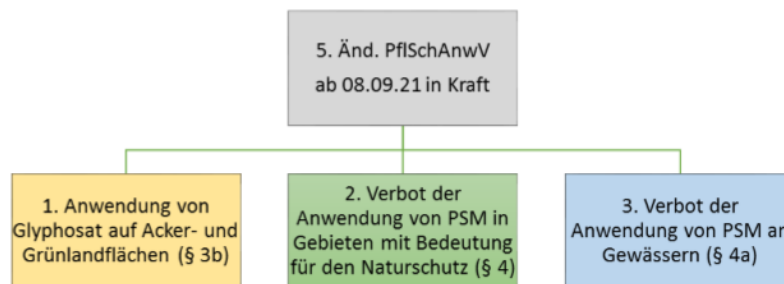 5. Änd. PflSchAnwV
ab 08.09.21 in Kraft
1. Anwendung von
Glyphosat auf Acker- und
Grünlandflächen (§ 3b)
2. Verbot der
Anwendung von PSM in
Gebieten mit Bedeutung
für den Naturschutz (§ 4)
3. Verbot der
Anwendung von PSM an
Gewässern (§ 4a)